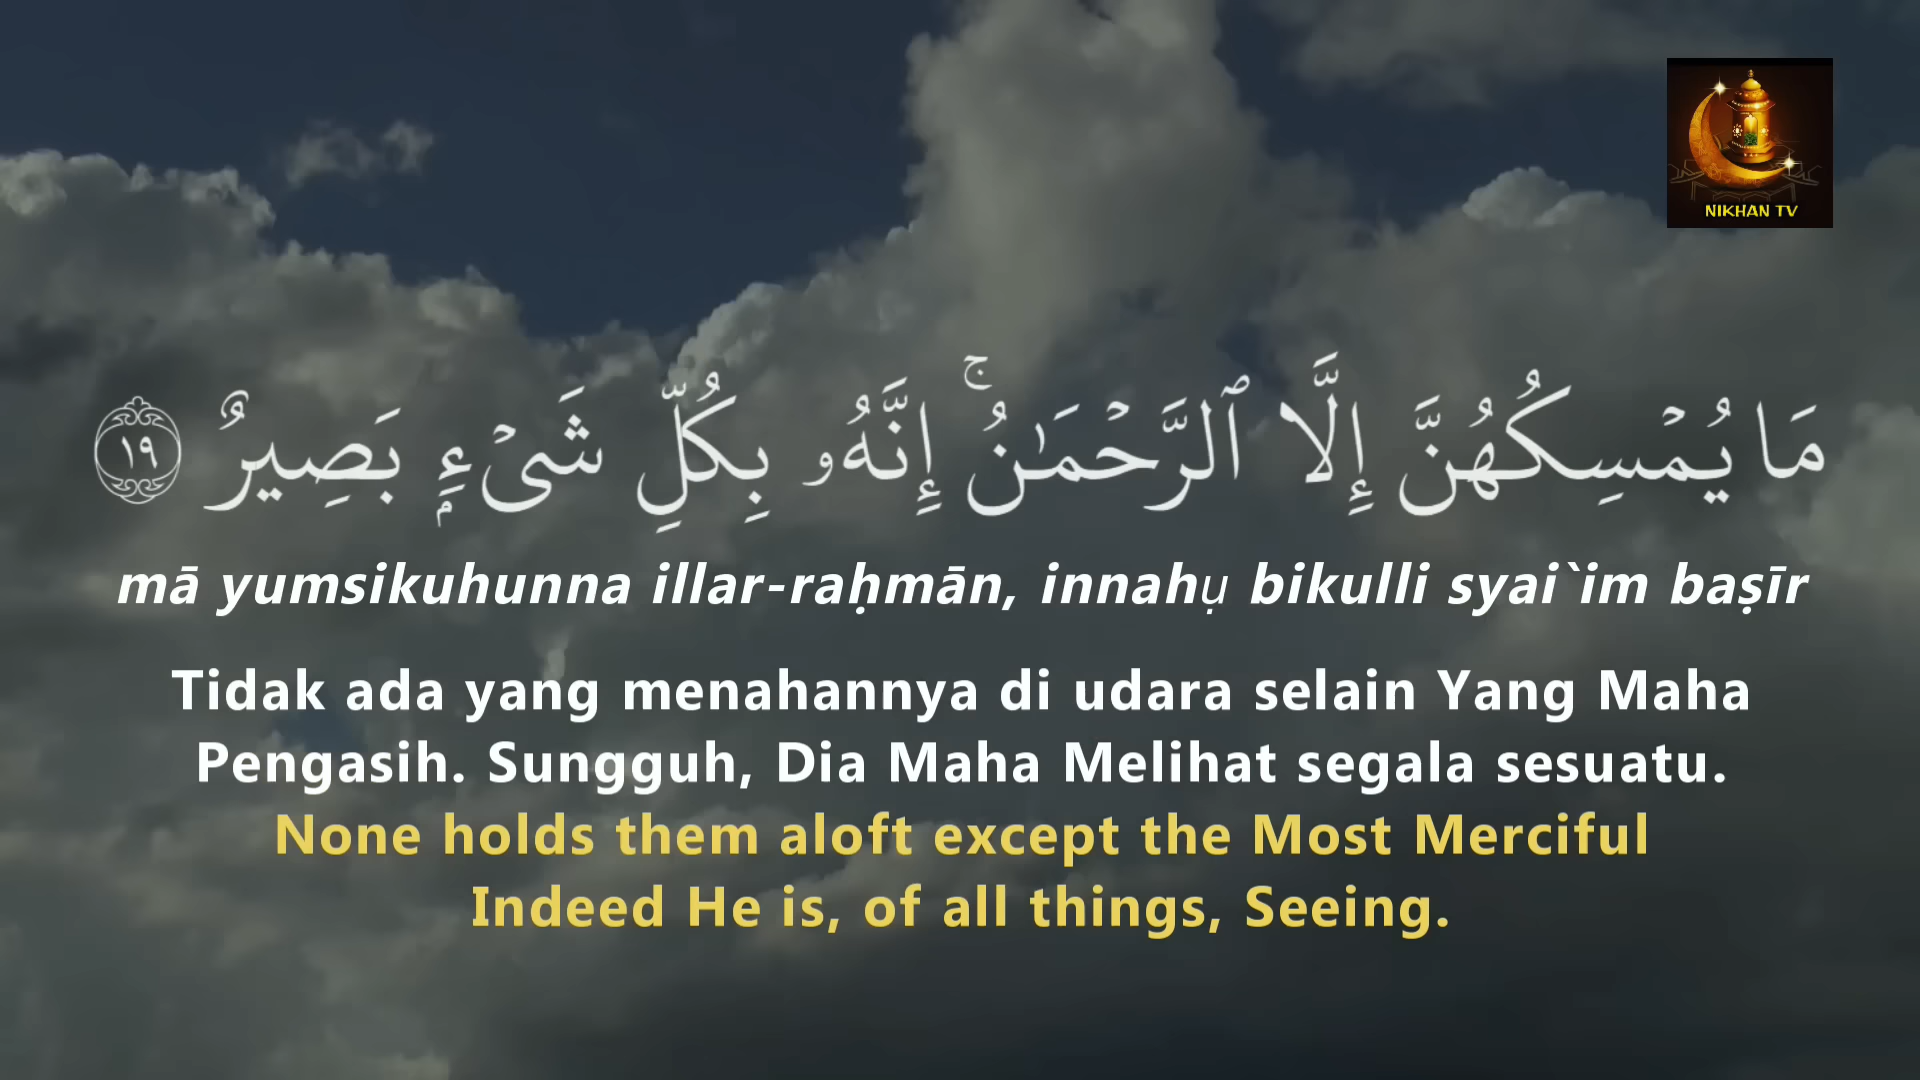 NIKHAN TV
مَا يُمْسِكُهُنَّ إِلَّا ٱلرَّحْمَـٰنُ ۚ إِنَّهُۥ بِكُلِّ شَىْءٍۭ بَصِيرٌ ١٩
mā yumsikuhunna illar-raḥmān, innahụ bikulli syai`im baṣīr
Tidak ada yang menahannya di udara selain Yang Maha
Pengasih. Sungguh, Dia Maha Melihat segala sesuatu.
None holds them aloft except the Most Merciful
Indeed He is, of all things, Seeing.